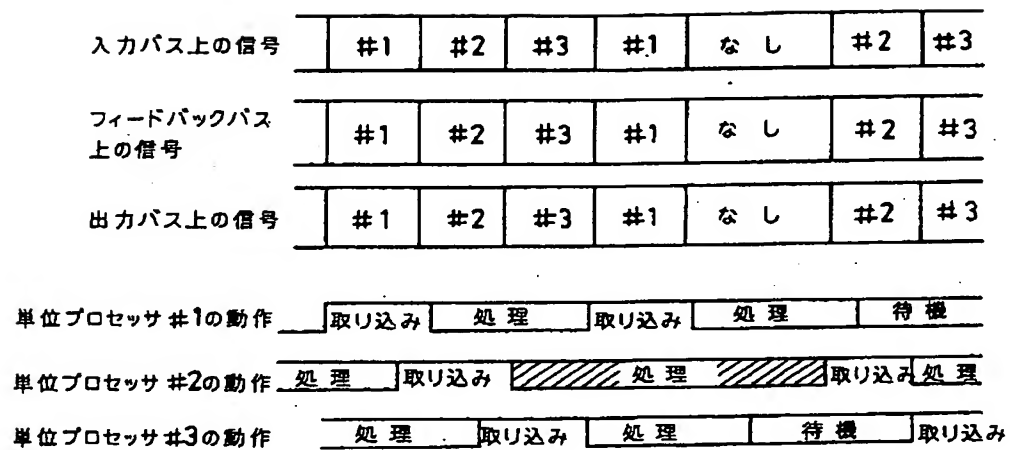 入力バス上の信号 #1 #2 #3 #1 なし #2 #3
フィードバックバス
上の信号 #1 #2 #3 #1 なし #2 #3
出力バス上の信号 #1 #2 #3 #1 なし #2 #3
単位プロセッサ#1の動作 取り込み 処理 取り込み 処理 待機
単位プロセッサ#2の動作 処理 取り込み 処理 取り込み 処理
単位プロセッサ#3の動作 処理 取り込み 処理 待機 取り込み